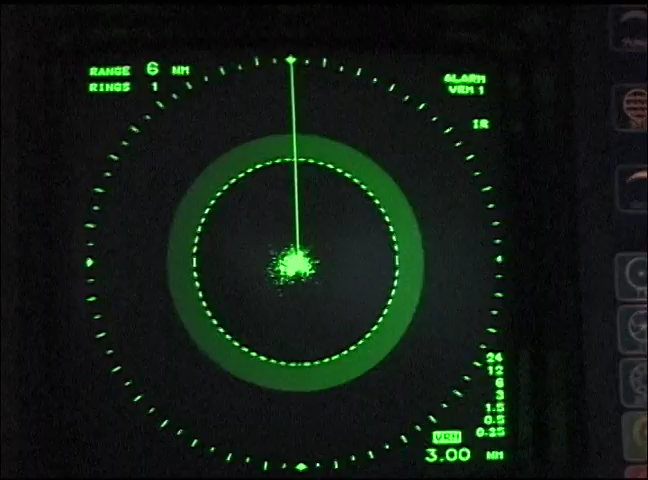 RANGE 6 NM
RINGS 1
ALARM
VRM 1
IR
24
12
6
3
1.5
0.5
0.25
VRM
3.00 NM